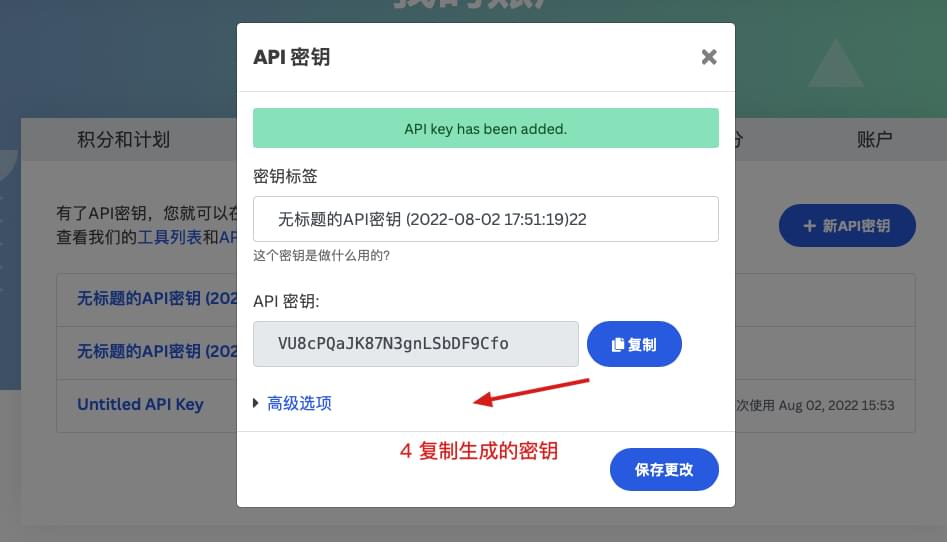 我的账户
API 密钥
API key has been added.
积分和计划
分
账户
密钥标签
有了API密钥，您就可以在
无标题的API密钥 (2022-08-02 17:51:19)22
+ 新API密钥
查看我们的工具列表和AP
这个密钥是做什么用的?
无标题的API密钥 (202
API 密钥:
VU8cPQaJK87N3gnLSbDF9Cfo
复制
无标题的API密钥 (202
Untitled API Key
高级选项
次使用 Aug 02, 2022 15:53
4 复制生成的密钥
保存更改